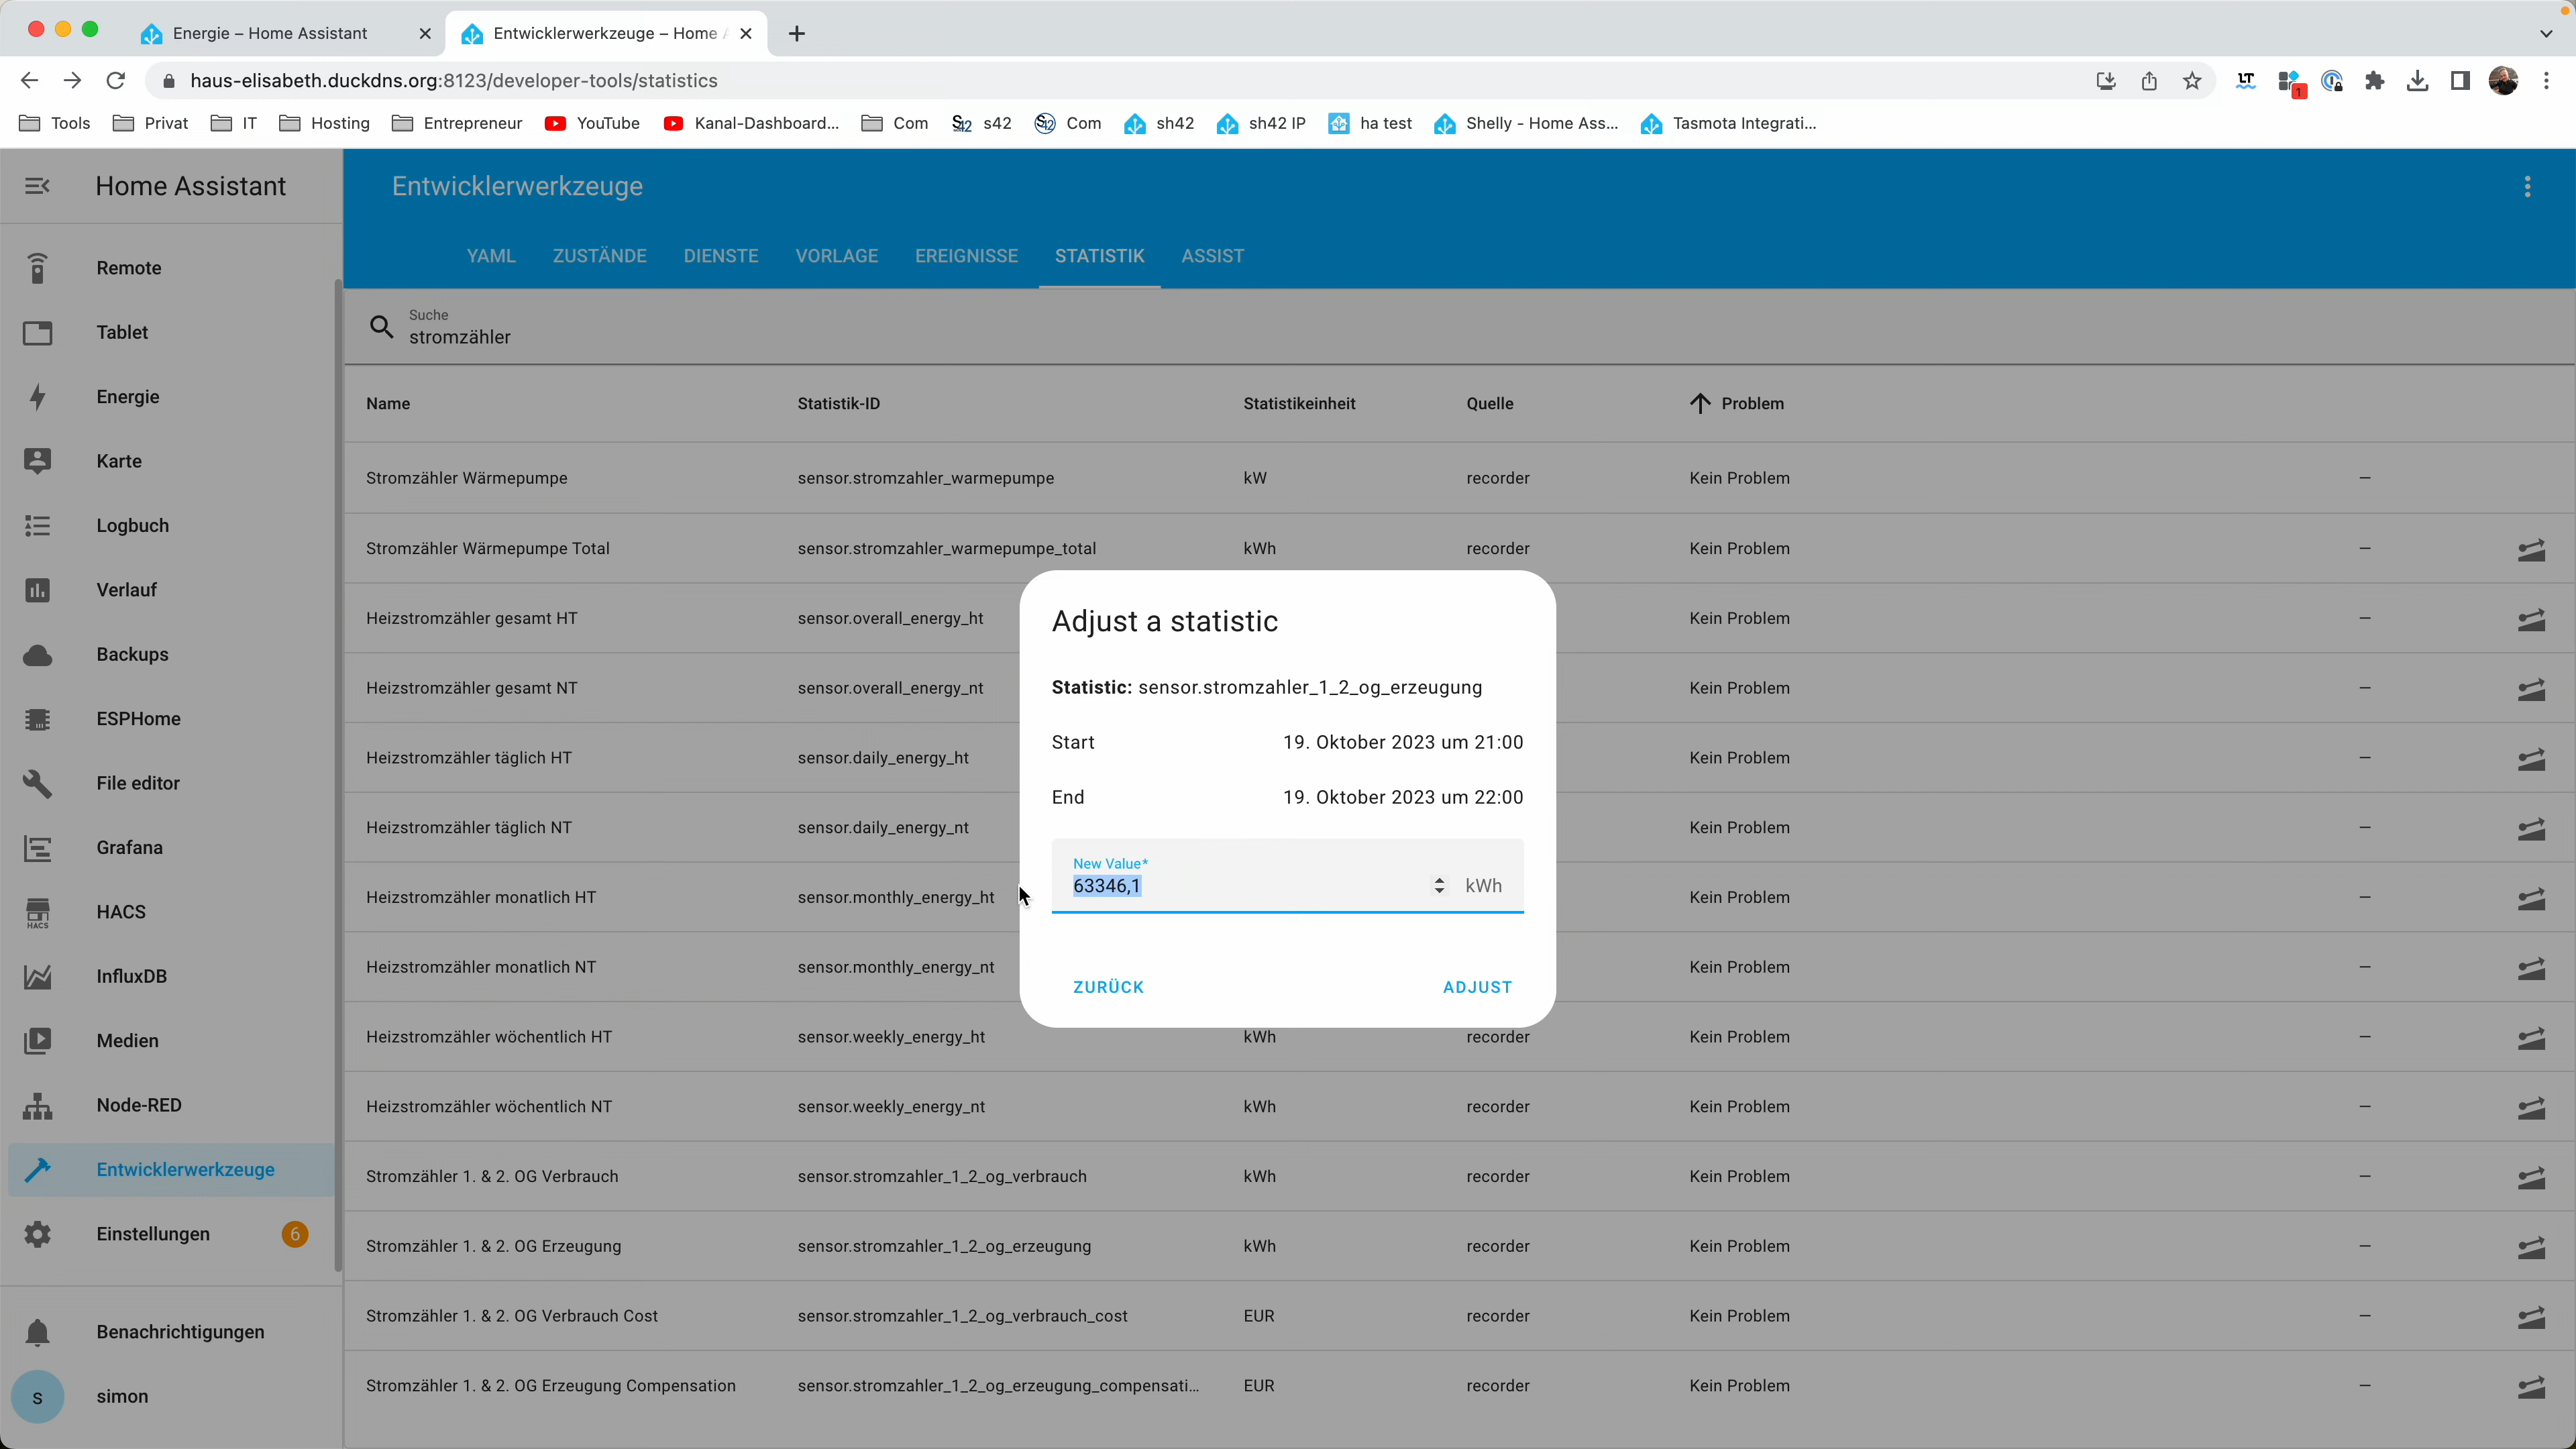 Energie – Home Assistant
Entwicklerwerkzeuge – Home A
haus-elisabeth.duckdns.org:8123/developer-tools/statistics
LT
1
Tools
Privat
IT
Hosting
Entrepreneur
YouTube
Kanal-Dashboard...
Com
S42
s42
S42
Com
sh42
sh42 IP
ha test
Shelly - Home Ass...
Tasmota Integrati...
Home Assistant
Remote
Tablet
Energie
Karte
Logbuch
Verlauf
Backups
ESPHome
File editor
Grafana
HACS
HACS
InfluxDB
Medien
Node-RED
Entwicklerwerkzeuge
Einstellungen
6
Benachrichtigungen
s
simon
Entwicklerwerkzeuge
YAML ZUSTÄNDE DIENSTE VORLAGE EREIGNISSE STATISTIK ASSIST
Suche
stromzähler
Name Statistik-ID Statistikeinheit Quelle Problem
Stromzähler Wärmepumpe sensor.stromzahler_warmepumpe kW recorder Kein Problem –
Stromzähler Wärmepumpe Total sensor.stromzahler_warmepumpe_total kWh recorder Kein Problem –
Heizstromzähler gesamt HT sensor.overall_energy_ht Kein Problem –
Heizstromzähler gesamt NT sensor.overall_energy_nt Kein Problem –
Heizstromzähler täglich HT sensor.daily_energy_ht Kein Problem –
Heizstromzähler täglich NT sensor.daily_energy_nt Kein Problem –
Heizstromzähler monatlich HT sensor.monthly_energy_ht Kein Problem –
Heizstromzähler monatlich NT sensor.monthly_energy_nt Kein Problem –
Heizstromzähler wöchentlich HT sensor.weekly_energy_ht kWh recorder Kein Problem –
Heizstromzähler wöchentlich NT sensor.weekly_energy_nt kWh recorder Kein Problem –
Stromzähler 1. & 2. OG Verbrauch sensor.stromzahler_1_2_og_verbrauch kWh recorder Kein Problem –
Stromzähler 1. & 2. OG Erzeugung sensor.stromzahler_1_2_og_erzeugung kWh recorder Kein Problem –
Stromzähler 1. & 2. OG Verbrauch Cost sensor.stromzahler_1_2_og_verbrauch_cost EUR recorder Kein Problem –
Stromzähler 1. & 2. OG Erzeugung Compensation sensor.stromzahler_1_2_og_erzeugung_compensati... EUR recorder Kein Problem –
Adjust a statistic
Statistic: sensor.stromzahler_1_2_og_erzeugung
Start 19. Oktober 2023 um 21:00
End 19. Oktober 2023 um 22:00
New Value*
63346,1 kWh
ZURÜCK ADJUST